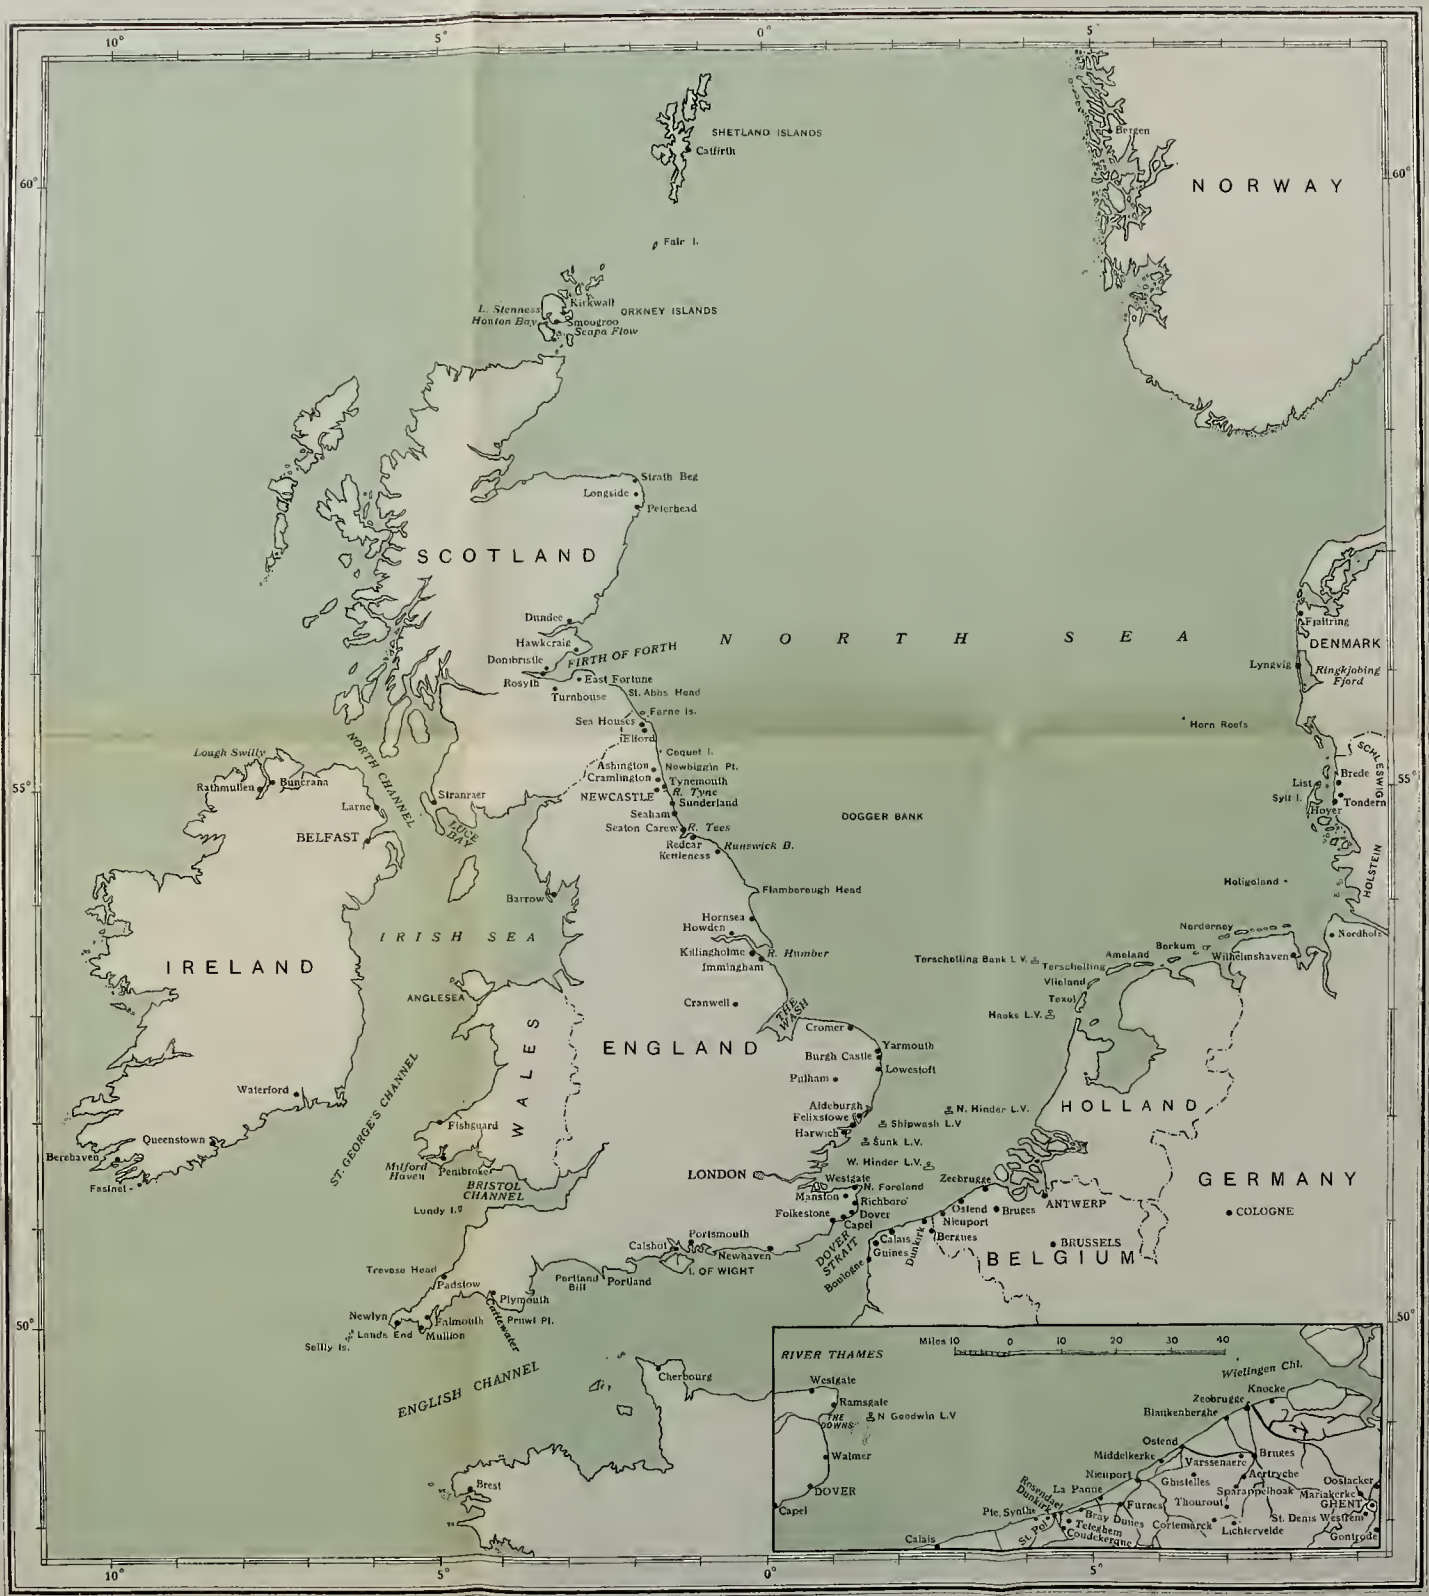 10°
5°
0°
5°
SHETLAND ISLANDS
Catfirth
Bergen
60°
60°
NORWAY
Fair I.
Kirkwall
L. Stenness
ORKNEY ISLANDS
Houton Bay
Smoogroo
Scapa Flow
Strath Beg
Longside
Peterhead
SCOTLAND
Dundee
Fjaltring
Hawkcraig
NORTH SEA
DENMARK
Donibristle
FIRTH OF FORTH
Lyngvig
Ringkjobing
Fjord
Rosyth
East Fortune
Turnhouse
St. Abbs Head
Farne Is.
Sea Houses
Horn Reefs
Elford
NORTH CHANNEL
Lough Swilly
Coquet I.
SCHLESWIG
Ashington
Newbiggin Pt.
Buncrana
Cramlington
Tynemouth
Brede
55°
55°
Rathmullen
List
NEWCASTLE
R. Tyne
Sylt I.
Tondern
Larne
Stranraer
Sunderland
Hoyer
Seaham
LUCE
BAY
DOGGER BANK
Seaton Carew
R. Tees
BELFAST
Redcar
Runswick B.
Kettleness
HOLSTEIN
Heligoland
Flamborough Head
Barrow
Hornsea
Howden
Norderney
Nordholz
IRISH SEA
Borkum
Killingholme
R. Humber
Wilhelmshaven
Immingham
Terschelling Bank L.V.
Ameland
Terschelling
IRELAND
Vlieland
ANGLESEA
Texel
Cranwell
THE
WASH
Haaks L.V.
Cromer
WALES
ENGLAND
Yarmouth
Burgh Castle
Lowestoft
Pulham
Waterford
ST. GEORGE'S CHANNEL
Aldeburgh
N. Hinder L.V.
HOLLAND
Felixstowe
Shipwash L.V
Fishguard
Harwich
Queenstown
Sunk L.V.
Berehaven
Milford
Haven
Pembroke
W. Hinder L.V.
LONDON
Fastnet
BRISTOL
CHANNEL
Westgate
N. Foreland
Zeebrugge
GERMANY
Manston
Richboro'
ANTWERP
Lundy I.
Ostend
Bruges
COLOGNE
Folkestone
Dover
Capel
Nieuport
Portsmouth
Calais
Dunkirk
Bergues
Calshot
Newhaven
DOVER
STRAIT
Guines
BRUSSELS
BELGIUM
I. OF WIGHT
Boulogne
Trevose Head
Portland
Bill
Portland
Padstow
Plymouth
Newlyn
Falmouth
Cattewater
Prawl Pt.
50°
50°
Lands End
Mullion
Scilly Is.
ENGLISH CHANNEL
Cherbourg
Brest
Miles 10
0
10
20
30
40
RIVER THAMES
Wielingen Chl.
Westgate
Knocke
Zeebrugge
Ramsgate
Blankenberghe
THE
DOWNS
N Goodwin L.V
Ostend
Walmer
Middelkerke
Bruges
Varssenaere
Nieuport
Aertrycke
Ghistelles
Ooslacker
DOVER
La Panne
Sparappelhoek
Mariakerke
Rosendael
Dunkirk
Furnes
Thourout
GHENT
Capel
Pte. Synthe
Bray Dunes
St. Denis Westrem
St. Pol
Teteghem
Cortemarck
Lichtervelde
Calais
Coudekerque
Gontrode
10°
5°
0°
5°